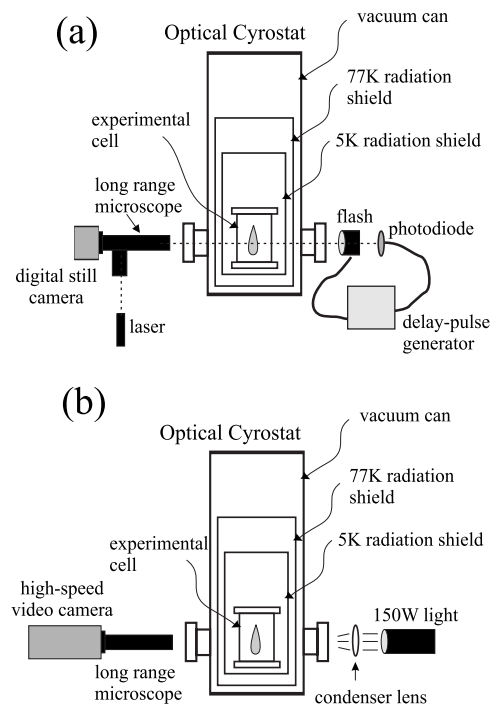 (a)
Optical Cyrostat
vacuum can
77K radiation
shield
experimental
cell
5K radiation shield
long range
microscope
flash
photodiode
digital still
camera
laser
delay-pulse
generator
(b)
Optical Cyrostat
vacuum can
77K radiation
shield
experimental
cell
5K radiation shield
high-speed
video camera
150W light
long range
microscope
condenser lens